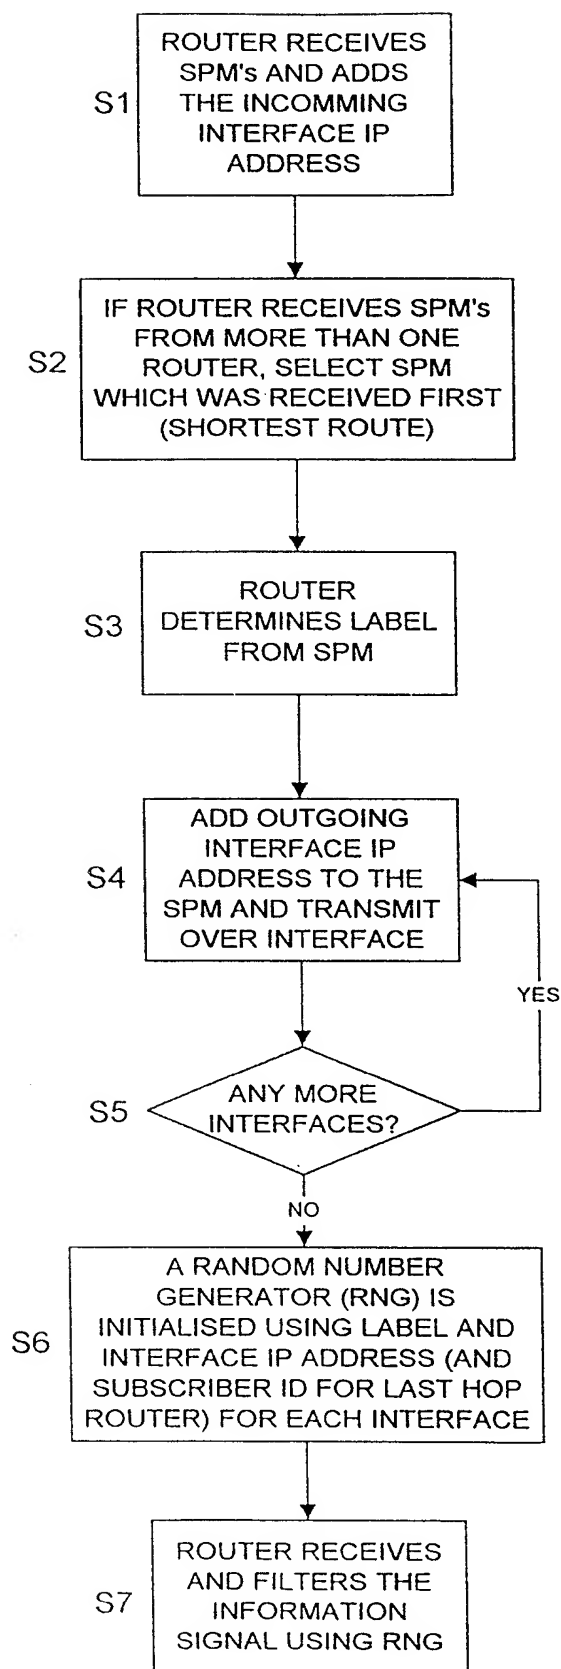 S1
ROUTER RECEIVES
SPM's AND ADDS
THE INCOMMING
INTERFACE IP
ADDRESS
S2
IF ROUTER RECEIVES SPM's
FROM MORE THAN ONE
ROUTER, SELECT SPM
WHICH WAS RECEIVED FIRST
(SHORTEST ROUTE)
S3
ROUTER
DETERMINES LABEL
FROM SPM
S4
ADD OUTGOING
INTERFACE IP
ADDRESS TO THE
SPM AND TRANSMIT
OVER INTERFACE
YES
S5
ANY MORE
INTERFACES?
NO
S6
A RANDOM NUMBER
GENERATOR (RNG) IS
INITIALISED USING LABEL AND
INTERFACE IP ADDRESS (AND
SUBSCRIBER ID FOR LAST HOP
ROUTER) FOR EACH INTERFACE
S7
ROUTER RECEIVES
AND FILTERS THE
INFORMATION
SIGNAL USING RNG